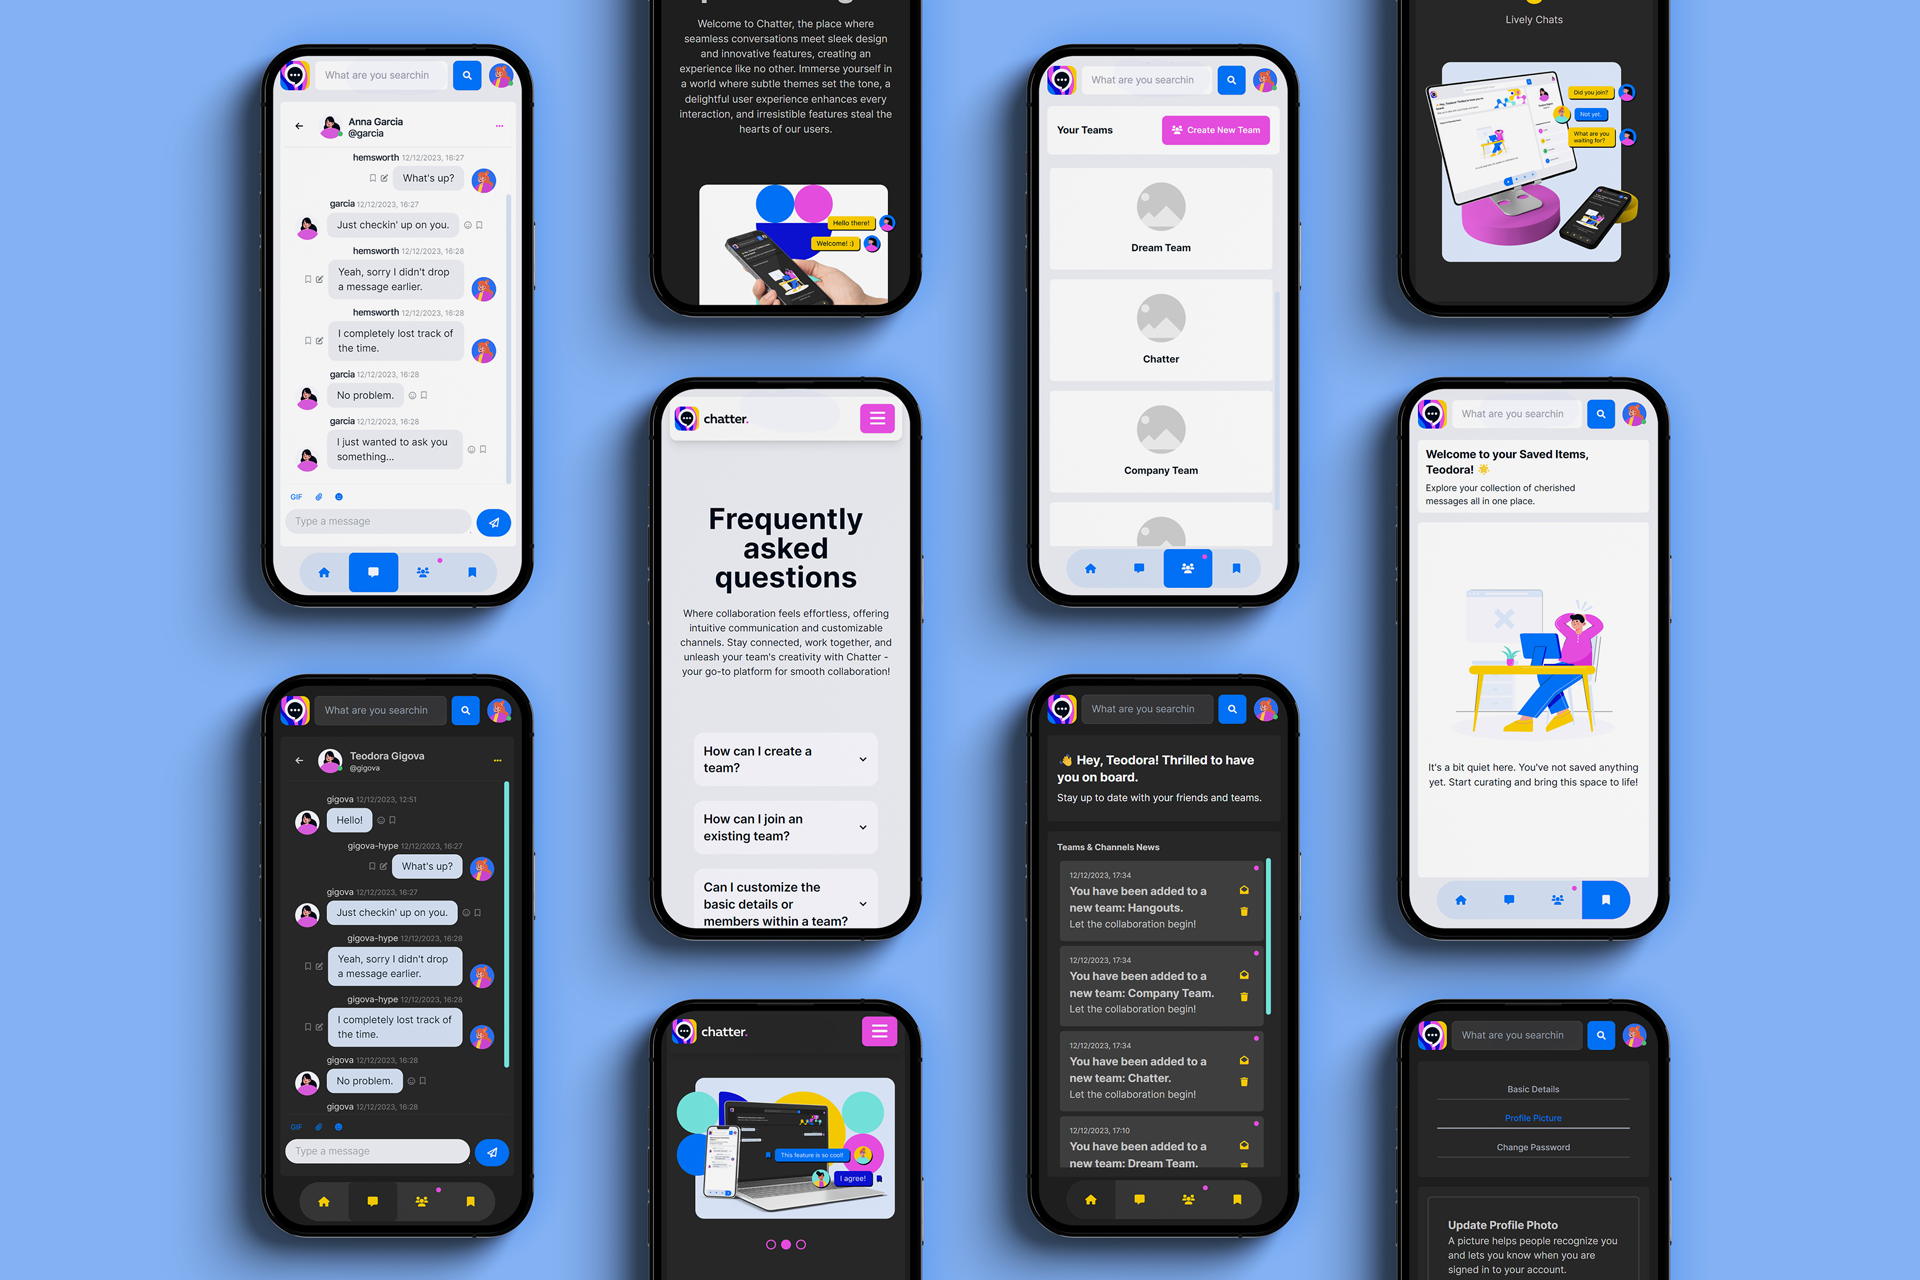 What are you searchin
Anna Garcia
@garcia
hemsworth 12/12/2023, 16:27
What's up?
garcia 12/12/2023, 16:27
Just checkin' up on you.
hemsworth 12/12/2023, 16:28
Yeah, sorry I didn't drop
a message earlier.
hemsworth 12/12/2023, 16:28
I completely lost track of
the time.
garcia 12/12/2023, 16:28
No problem.
garcia 12/12/2023, 16:28
I just wanted to ask you
something...
GIF
Type a message
What are you searchin
Teodora Gigova
@gigova
gigova 12/12/2023, 12:51
Hello!
gigova-hype 12/12/2023, 16:27
What's up?
gigova 12/12/2023, 16:27
Just checkin' up on you.
gigova-hype 12/12/2023, 16:28
Yeah, sorry I didn't drop
a message earlier.
gigova-hype 12/12/2023, 16:28
I completely lost track of
the time.
gigova 12/12/2023, 16:28
No problem.
gigova 12/12/2023, 16:28
GIF
Type a message
Welcome to Chatter, the place where
seamless conversations meet sleek design
and innovative features, creating an
experience like no other. Immerse yourself in
a world where subtle themes set the tone, a
delightful user experience enhances every
interaction, and irresistible features steal the
hearts of our users.
Hello there!
Welcome! :)
chatter.
Frequently
asked
questions
Where collaboration feels effortless, offering
intuitive communication and customizable
channels. Stay connected, work together, and
unleash your team's creativity with Chatter -
your go-to platform for smooth collaboration!
How can I create a
team?
How can I join an
existing team?
Can I customize the
basic details or
members within a team?
chatter.
This feature is so cool!
I agree!
What are you searchin
Your Teams
Create New Team
Dream Team
Chatter
Company Team
What are you searchin
👋 Hey, Teodora! Thrilled to have
you on board.
Stay up to date with your friends and teams.
Teams & Channels News
12/12/2023, 17:34
You have been added to a
new team: Hangouts.
Let the collaboration begin!
12/12/2023, 17:34
You have been added to a
new team: Company Team.
Let the collaboration begin!
12/12/2023, 17:34
You have been added to a
new team: Chatter.
Let the collaboration begin!
12/12/2023, 17:10
You have been added to a
new team: Dream Team.
Lively Chats
Did you join?
Not yet.
What are you
waiting for?
What are you searchin
Welcome to your Saved Items,
Teodora! 🌟
Explore your collection of cherished
messages all in one place.
It's a bit quiet here. You've not saved anything
yet. Start curating and bring this space to life!
What are you searchin
Basic Details
Profile Picture
Change Password
Update Profile Photo
A picture helps people recognize you
and lets you know when you are
signed in to your account.